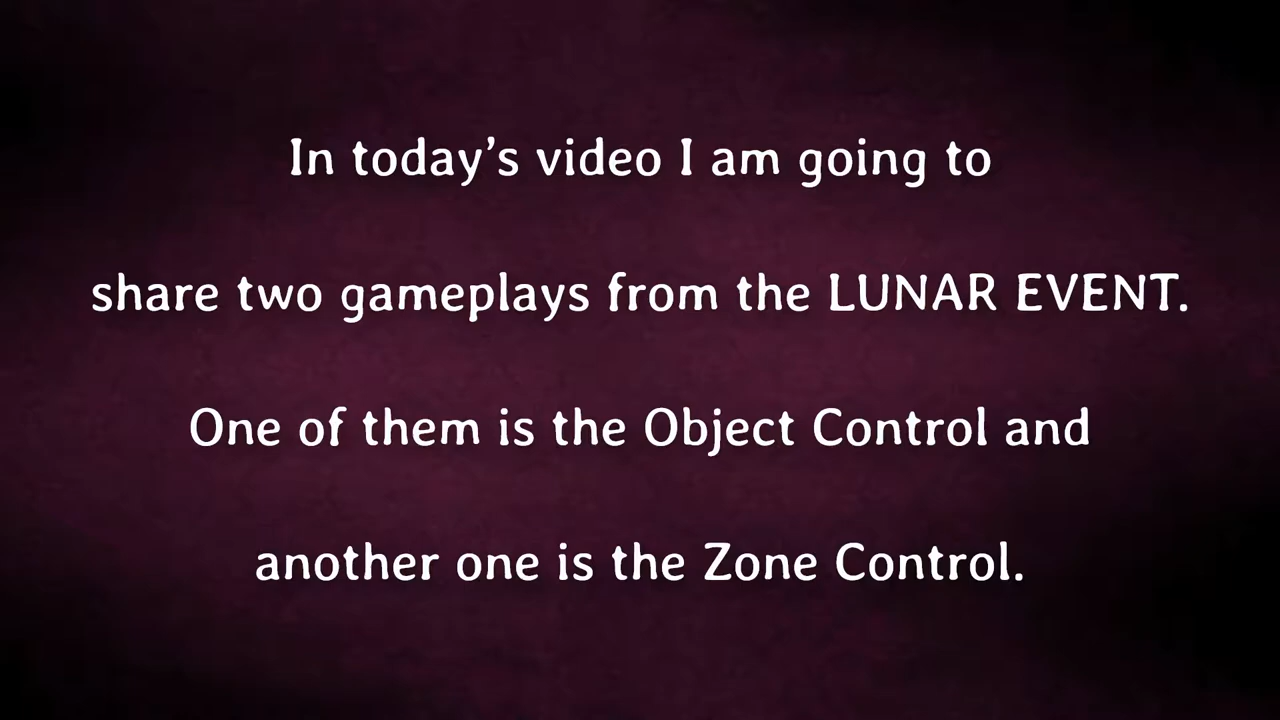 In today’s video I am going to
share two gameplays from the LUNAR EVENT.
One of them is the Object Control and
another one is the Zone Control.